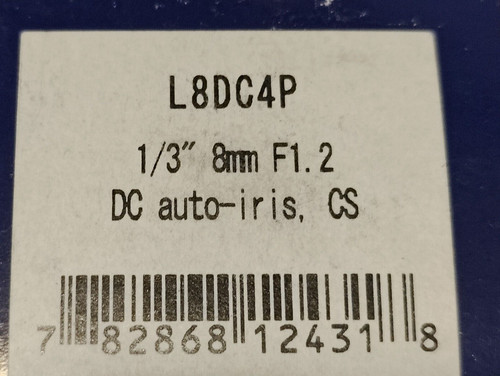 L8DC4P
1/3" 8mm F1.2
DC auto-iris, CS
7 82868 12431 8